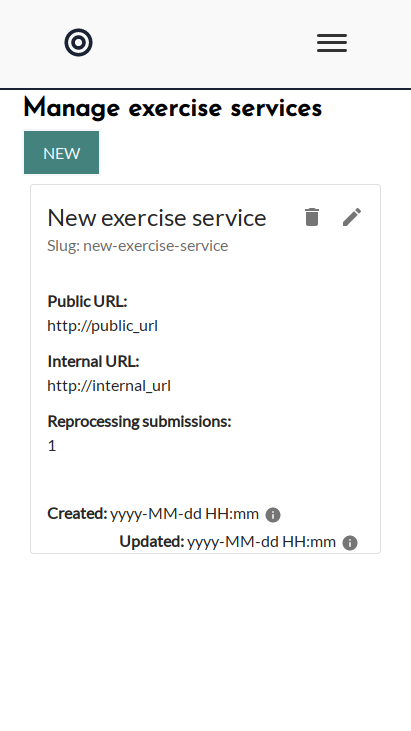 Manage exercise services
NEW
New exercise service
Slug: new-exercise-service
Public URL:
http://public_url
Internal URL:
http://internal_url
Reprocessing submissions:
1
Created: yyyy-MM-dd HH:mm
Updated: yyyy-MM-dd HH:mm